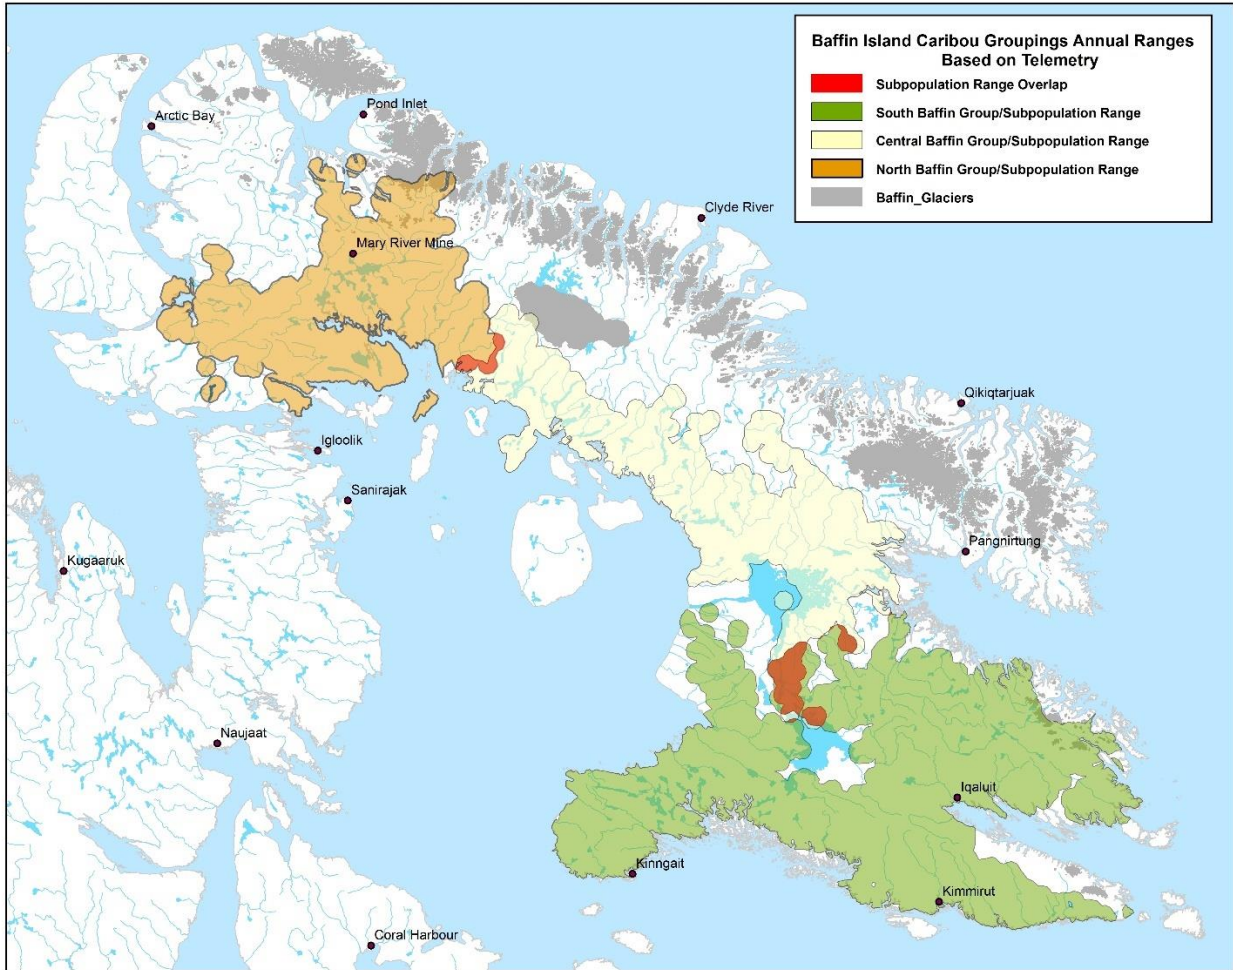 Baffin Island Caribou Groupings Annual Ranges
Based on Telemetry
Subpopulation Range Overlap
South Baffin Group/Subpopulation Range
Central Baffin Group/Subpopulation Range
North Baffin Group/Subpopulation Range
Baffin_Glaciers
Pond Inlet
Arctic Bay
Clyde River
Mary River Mine
Qikiqtarjuak
Igloolik
Sanirajak
Pangnirtung
Kugaaruk
Naujaat
Iqaluit
Kinngait
Kimmirut
Coral Harbour